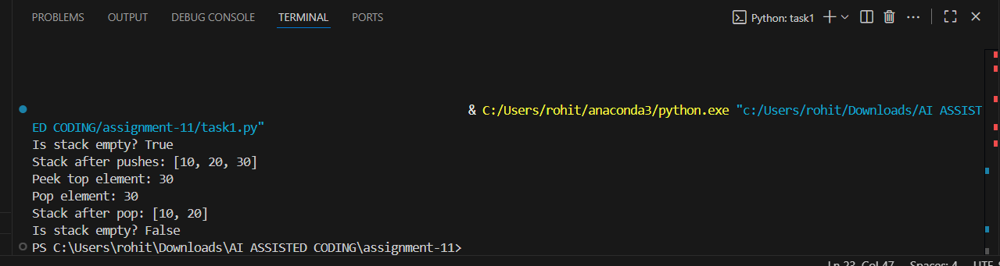 PROBLEMS OUTPUT DEBUG CONSOLE TERMINAL PORTS Python: task1
& C:/Users/rohit/anaconda3/python.exe "c:/Users/rohit/Downloads/AI ASSIST
ED CODING/assignment-11/task1.py"
Is stack empty? True
Stack after pushes: [10, 20, 30]
Peek top element: 30
Pop element: 30
Stack after pop: [10, 20]
Is stack empty? False
PS C:\Users\rohit\Downloads\AI ASSISTED CODING\assignment-11>
Ln 23, Col 47 Spaces: 4 UTF-